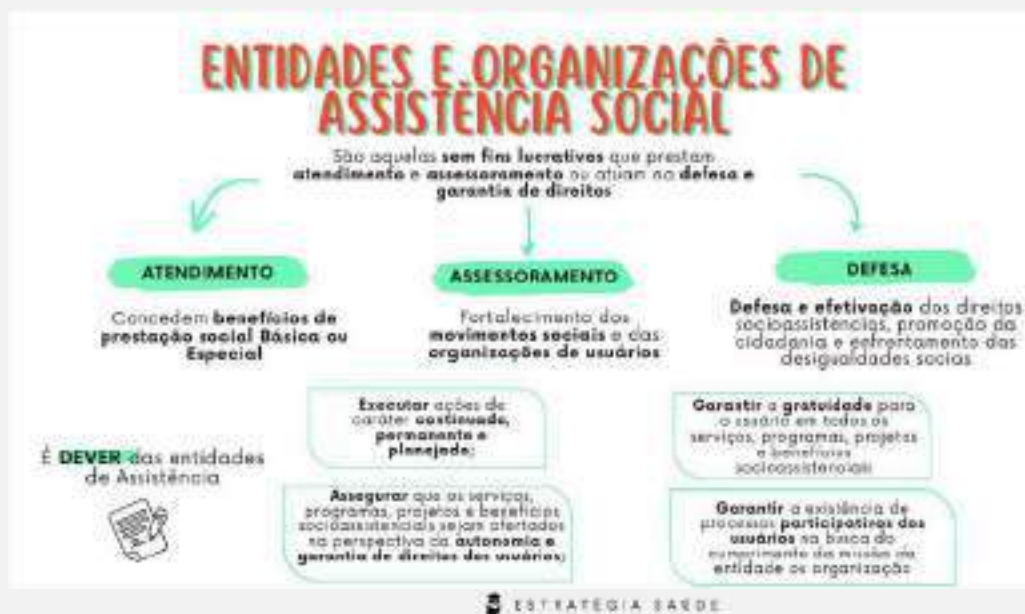 ENTIDADES E ORGANIZAÇÕES DE
ASSISTÊNCIA SOCIAL
São aquelas sem fins lucrativos que prestam
atendimento e assessoramento ou atuam na defesa e
garantia de direitos
ATENDIMENTO
Concedem benefícios de
prestação social Básica ou
Especial
ASSESSORAMENTO
Fortalecimento dos
movimentos sociais e das
organizações de usuários
DEFESA
Defesa e efetivação dos direitos
socioassistencias, promoção da
cidadania e enfrentamento das
desigualdades sociais
É DEVER das entidades
de Assistência
Executar ações de
caráter continuado,
permanente e
planejado;
Assegurar que os serviços,
programas, projetos e benefícios
socioassistenciais sejam ofertados
na perspectiva da autonomia e
garantia de direitos dos usuários;
Garantir a gratuidade para
o usuário em todos os
serviços, programas, projetos
e benefícios
socioassistenciais
Garantir a existência de
processos participativos dos
usuários na busca do
cumprimento da missão da
entidade ou organização
ESTRATÉGIA SAÚDE